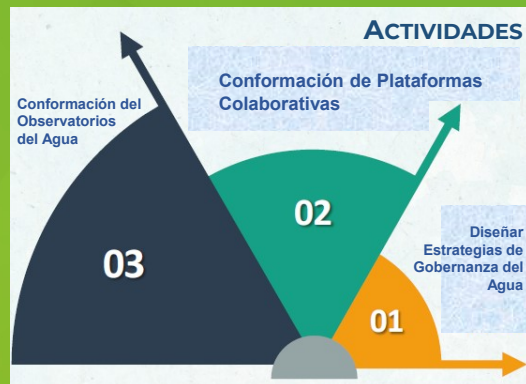 ACTIVIDADES
Conformación de Plataformas
Colaborativas
Conformación del
Observatorios
del Agua
02
03
Diseñar
Estrategias de
Gobernanza del
Agua
01